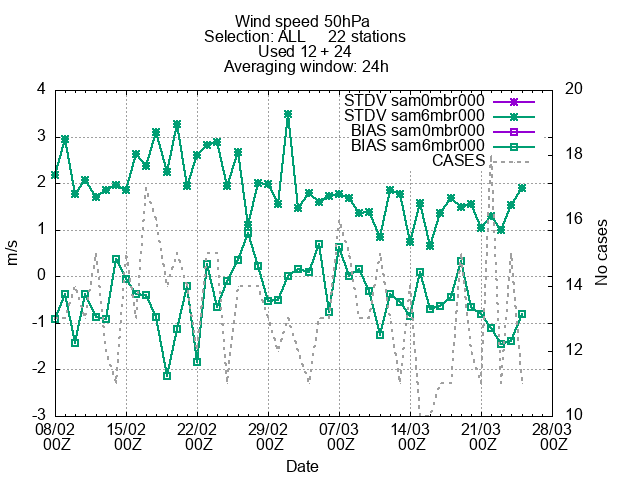 Wind speed 50hPa
Selection: ALL 22 stations
Used 12 + 24
Averaging window: 24h
STDV sam0mbr000
STDV sam6mbr000
BIAS sam0mbr000
BIAS sam6mbr000
CASES
4
3
2
1
0
-1
-2
-3
m/s
20
18
16
14
12
10
No cases
08/02 15/02 22/02 29/02 07/03 14/03 21/03 28/03
00Z 00Z 00Z 00Z 00Z 00Z 00Z 00Z
Date